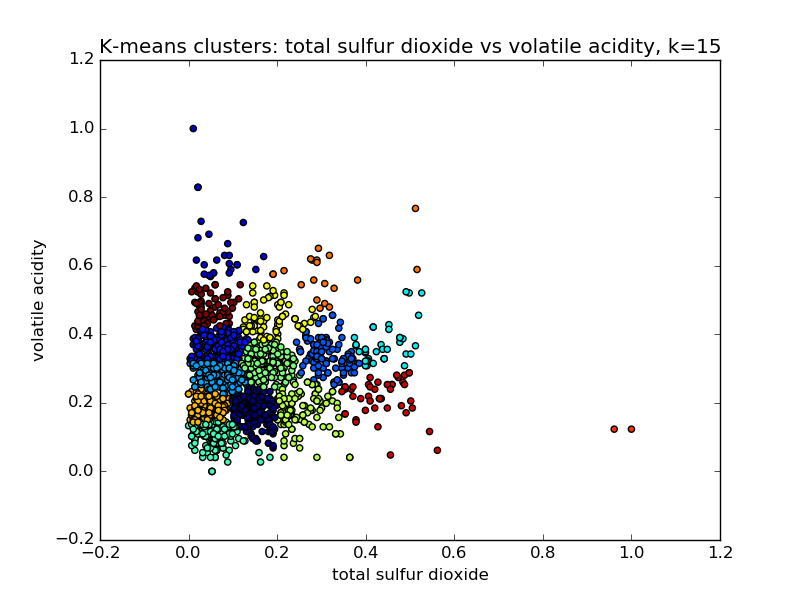 K-means clusters: total sulfur dioxide vs volatile acidity, k=15
1.2
1.0
0.8
0.6
0.4
0.2
0.0
−0.2
volatile acidity
−0.2 0.0 0.2 0.4 0.6 0.8 1.0 1.2
total sulfur dioxide